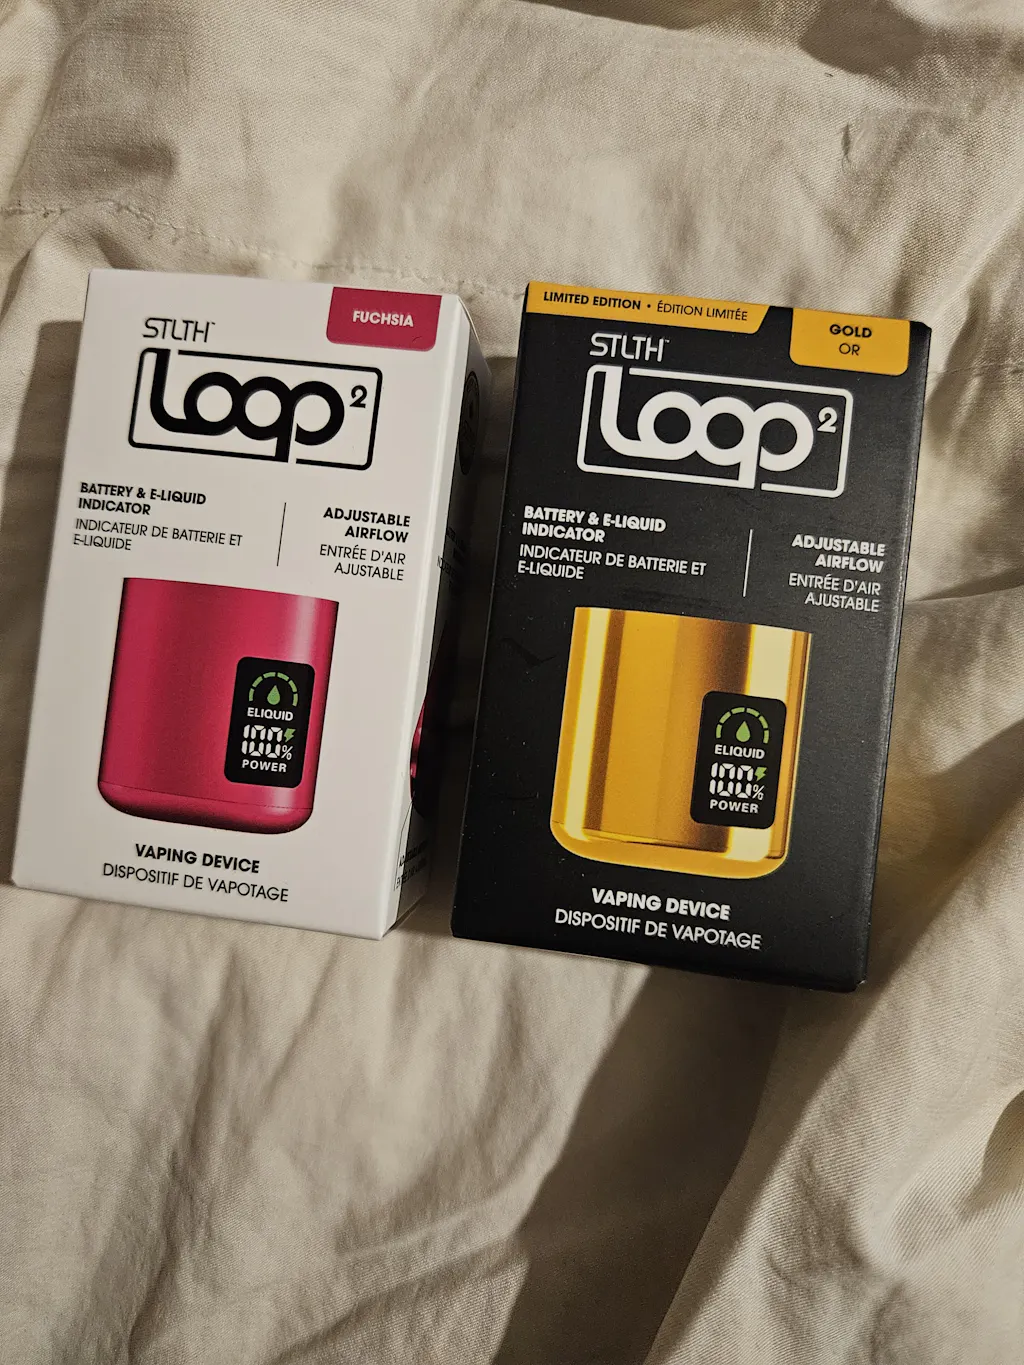 FUCHSIA
STLTH™
Loop²
BATTERY & E-LIQUID
INDICATOR
INDICATEUR DE BATTERIE ET
E-LIQUIDE
ADJUSTABLE
AIRFLOW
ENTRÉE D'AIR
AJUSTABLE
ELIQUID
100%
POWER
VAPING DEVICE
DISPOSITIF DE VAPOTAGE
LIMITED EDITION • ÉDITION LIMITÉE
GOLD
OR
STLTH™
Loop²
BATTERY & E-LIQUID
INDICATOR
INDICATEUR DE BATTERIE ET
E-LIQUIDE
ADJUSTABLE
AIRFLOW
ENTRÉE D'AIR
AJUSTABLE
ELIQUID
100%
POWER
VAPING DEVICE
DISPOSITIF DE VAPOTAGE